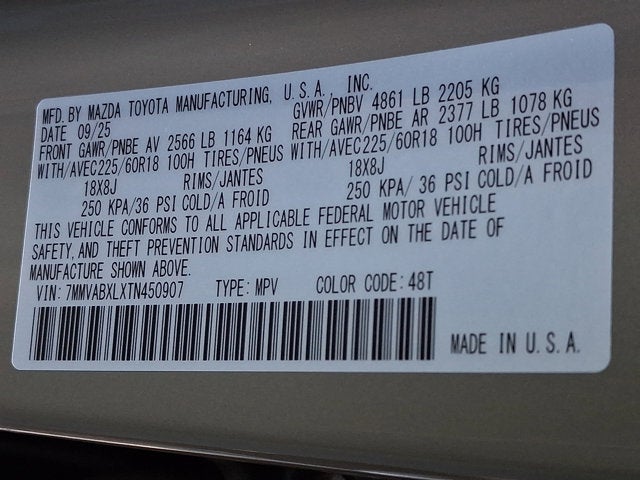 MFD. BY MAZDA TOYOTA MANUFACTURING, U.S.A., INC.
DATE 09/25 GVWR/PNBV 4861 LB 2205 KG
FRONT GAWR/PNBE AV 2566 LB 1164 KG REAR GAWR/PNBE AR 2377 LB 1078 KG
WITH/AVEC225/60R18 100H TIRES/PNEUS WITH/AVEC225/60R18 100H TIRES/PNEUS
18X8J RIMS/JANTES 18X8J RIMS/JANTES
250 KPA/36 PSI COLD/A FROID 250 KPA/ 36 PSI COLD/A FROID
THIS VEHICLE CONFORMS TO ALL APPLICABLE FEDERAL MOTOR VEHICLE
SAFETY, AND THEFT PREVENTION STANDARDS IN EFFECT ON THE DATE OF
MANUFACTURE SHOWN ABOVE.
VIN: 7MMVABXLXTN450907 TYPE: MPV COLOR CODE: 48T
MADE IN U.S.A.